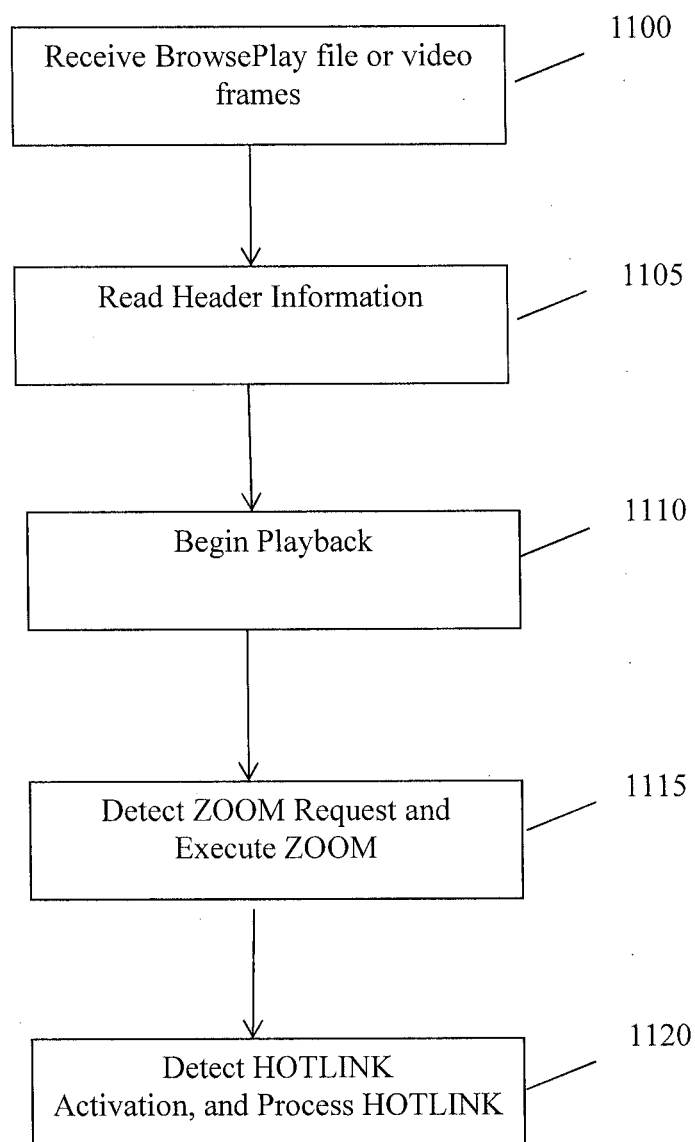 1100
Receive BrowsePlay file or video
frames
1105
Read Header Information
1110
Begin Playback
1115
Detect ZOOM Request and
Execute ZOOM
1120
Detect HOTLINK
Activation, and Process HOTLINK